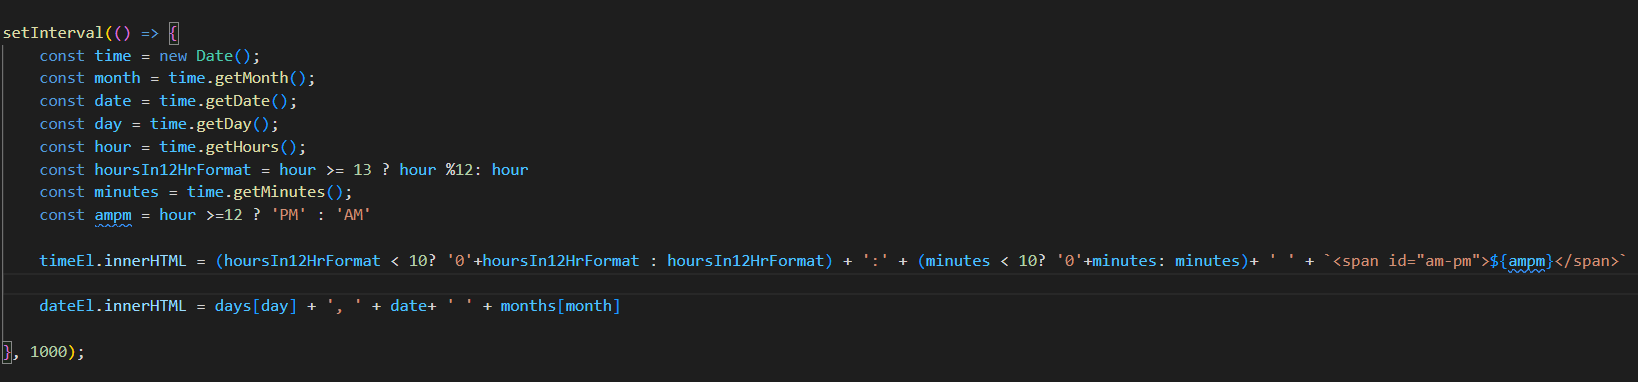 setInterval(() => {
    const time = new Date();
    const month = time.getMonth();
    const date = time.getDate();
    const day = time.getDay();
    const hour = time.getHours();
    const hoursIn12HrFormat = hour >= 13 ? hour %12: hour
    const minutes = time.getMinutes();
    const ampm = hour >=12 ? 'PM' : 'AM'
    timeEl.innerHTML = (hoursIn12HrFormat < 10? '0'+hoursIn12HrFormat : hoursIn12HrFormat) + ':' + (minutes < 10? '0'+minutes: minutes)+ ' ' + `<span id="am-pm">${ampm}</span>`
    dateEl.innerHTML = days[day] + ', ' + date+ ' ' + months[month]
}, 1000);